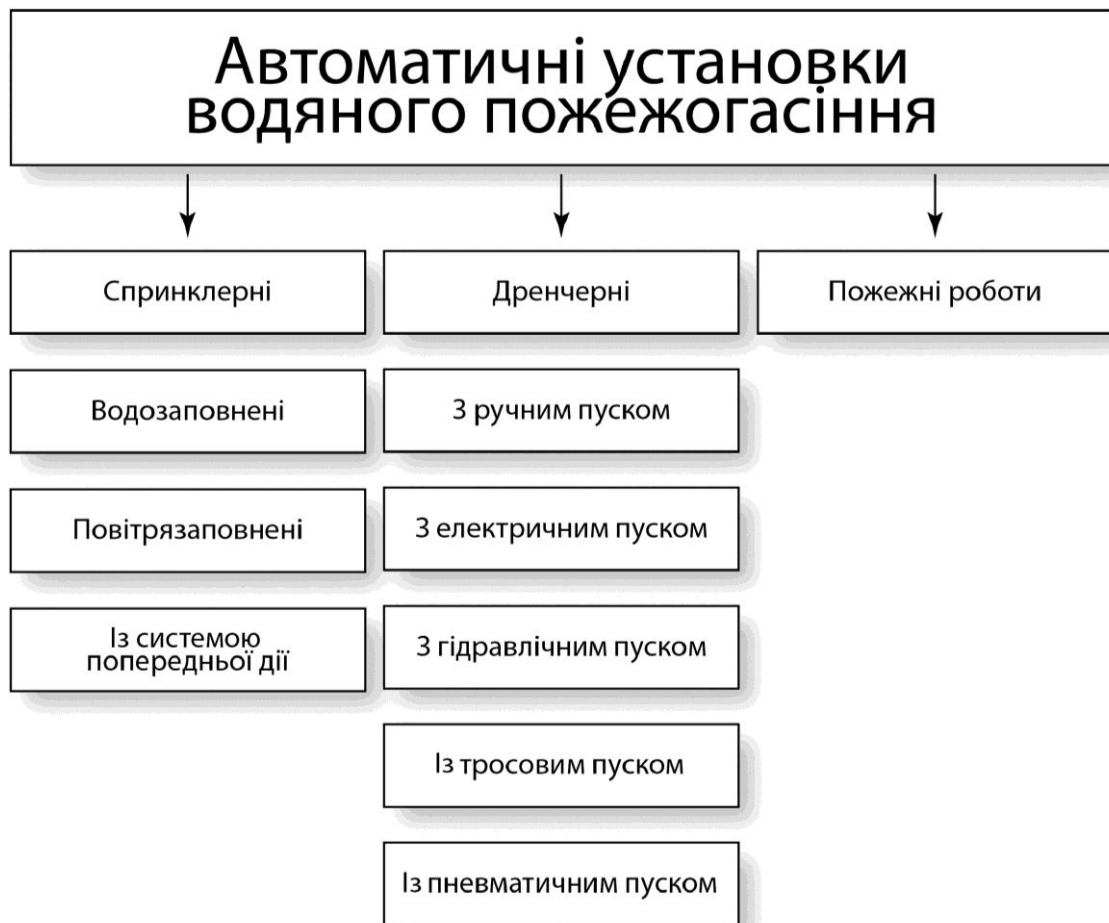 Автоматичні установки
водяного пожежогасіння
Спринклерні
Дренчерні
Пожежні роботи
Водозаповнені
З ручним пуском
Повітрязаповнені
З електричним пуском
Із системою
попередньої дії
З гідравлічним пуском
Із тросовим пуском
Із пневматичним пуском